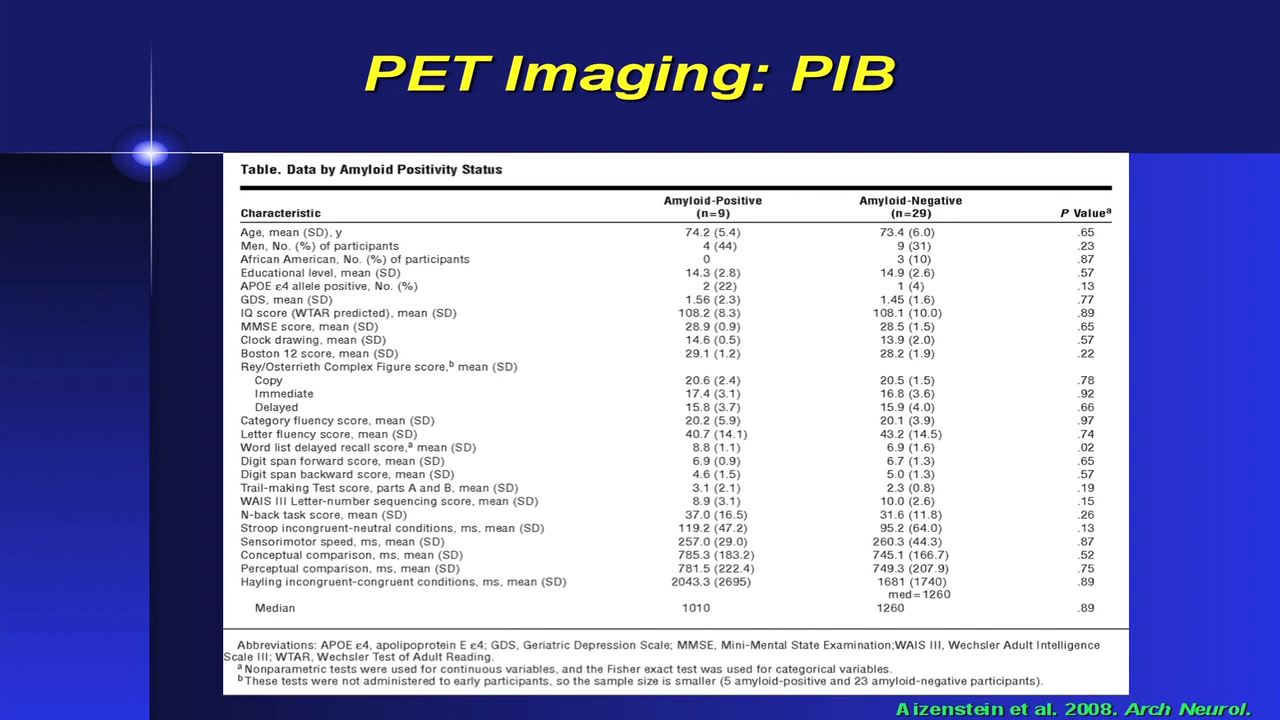 PET Imaging: PIB
Table. Data by Amyloid Positivity Status
Characteristic Amyloid-Positive (n=9) Amyloid-Negative (n=29) P Valueᵃ
Age, mean (SD), y 74.2 (5.4) 73.4 (6.0) .65
Men, No. (%) of participants 4 (44) 9 (31) .23
African American, No. (%) of participants 0 3 (10) .87
Educational level, mean (SD) 14.3 (2.8) 14.9 (2.6) .57
APOE ε4 allele positive, No. (%) 2 (22) 1 (4) .13
GDS, mean (SD) 1.56 (2.3) 1.45 (1.6) .77
IQ score (WTAR predicted), mean (SD) 108.2 (8.3) 108.1 (10.0) .89
MMSE score, mean (SD) 28.9 (0.9) 28.5 (1.5) .65
Clock drawing, mean (SD) 14.6 (0.5) 13.9 (2.0) .57
Boston 12 score, mean (SD) 29.1 (1.2) 28.2 (1.9) .22
Rey/Osterrieth Complex Figure score,ᵇ mean (SD)
Copy 20.6 (2.4) 20.5 (1.5) .78
Immediate 17.4 (3.1) 16.8 (3.6) .92
Delayed 15.8 (3.7) 15.9 (4.0) .66
Category fluency score, mean (SD) 20.2 (5.9) 20.1 (3.9) .97
Letter fluency score, mean (SD) 40.7 (14.1) 43.2 (14.5) .74
Word list delayed recall score,ᵃ mean (SD) 8.8 (1.1) 6.9 (1.6) .02
Digit span forward score, mean (SD) 6.9 (0.9) 6.7 (1.3) .65
Digit span backward score, mean (SD) 4.6 (1.5) 5.0 (1.3) .57
Trail-making Test score, parts A and B, mean (SD) 3.1 (2.1) 2.3 (0.8) .19
WAIS III Letter-number sequencing score, mean (SD) 8.9 (3.1) 10.0 (2.6) .15
N-back task score, mean (SD) 37.0 (16.5) 31.6 (11.8) .26
Stroop incongruent-neutral conditions, ms, mean (SD) 119.2 (47.2) 95.2 (64.0) .13
Sensorimotor speed, ms, mean (SD) 257.0 (29.0) 260.3 (44.3) .87
Conceptual comparison, ms, mean (SD) 785.3 (183.2) 745.1 (166.7) .52
Perceptual comparison, ms, mean (SD) 781.5 (222.4) 749.3 (207.9) .75
Hayling incongruent-congruent conditions, ms, mean (SD) 2043.3 (2695) 1681 (1740) .89
med=1260
Median 1010 1260 .89
Abbreviations: APOE ε4, apolipoprotein E ε4; GDS, Geriatric Depression Scale; MMSE, Mini-Mental State Examination;WAIS III, Wechsler Adult Intelligence
Scale III; WTAR, Wechsler Test of Adult Reading.
ᵃNonparametric tests were used for continuous variables, and the Fisher exact test was used for categorical variables.
ᵇThese tests were not administered to early participants, so the sample size is smaller (5 amyloid-positive and 23 amyloid-negative participants).
Aizenstein et al. 2008. Arch Neurol.